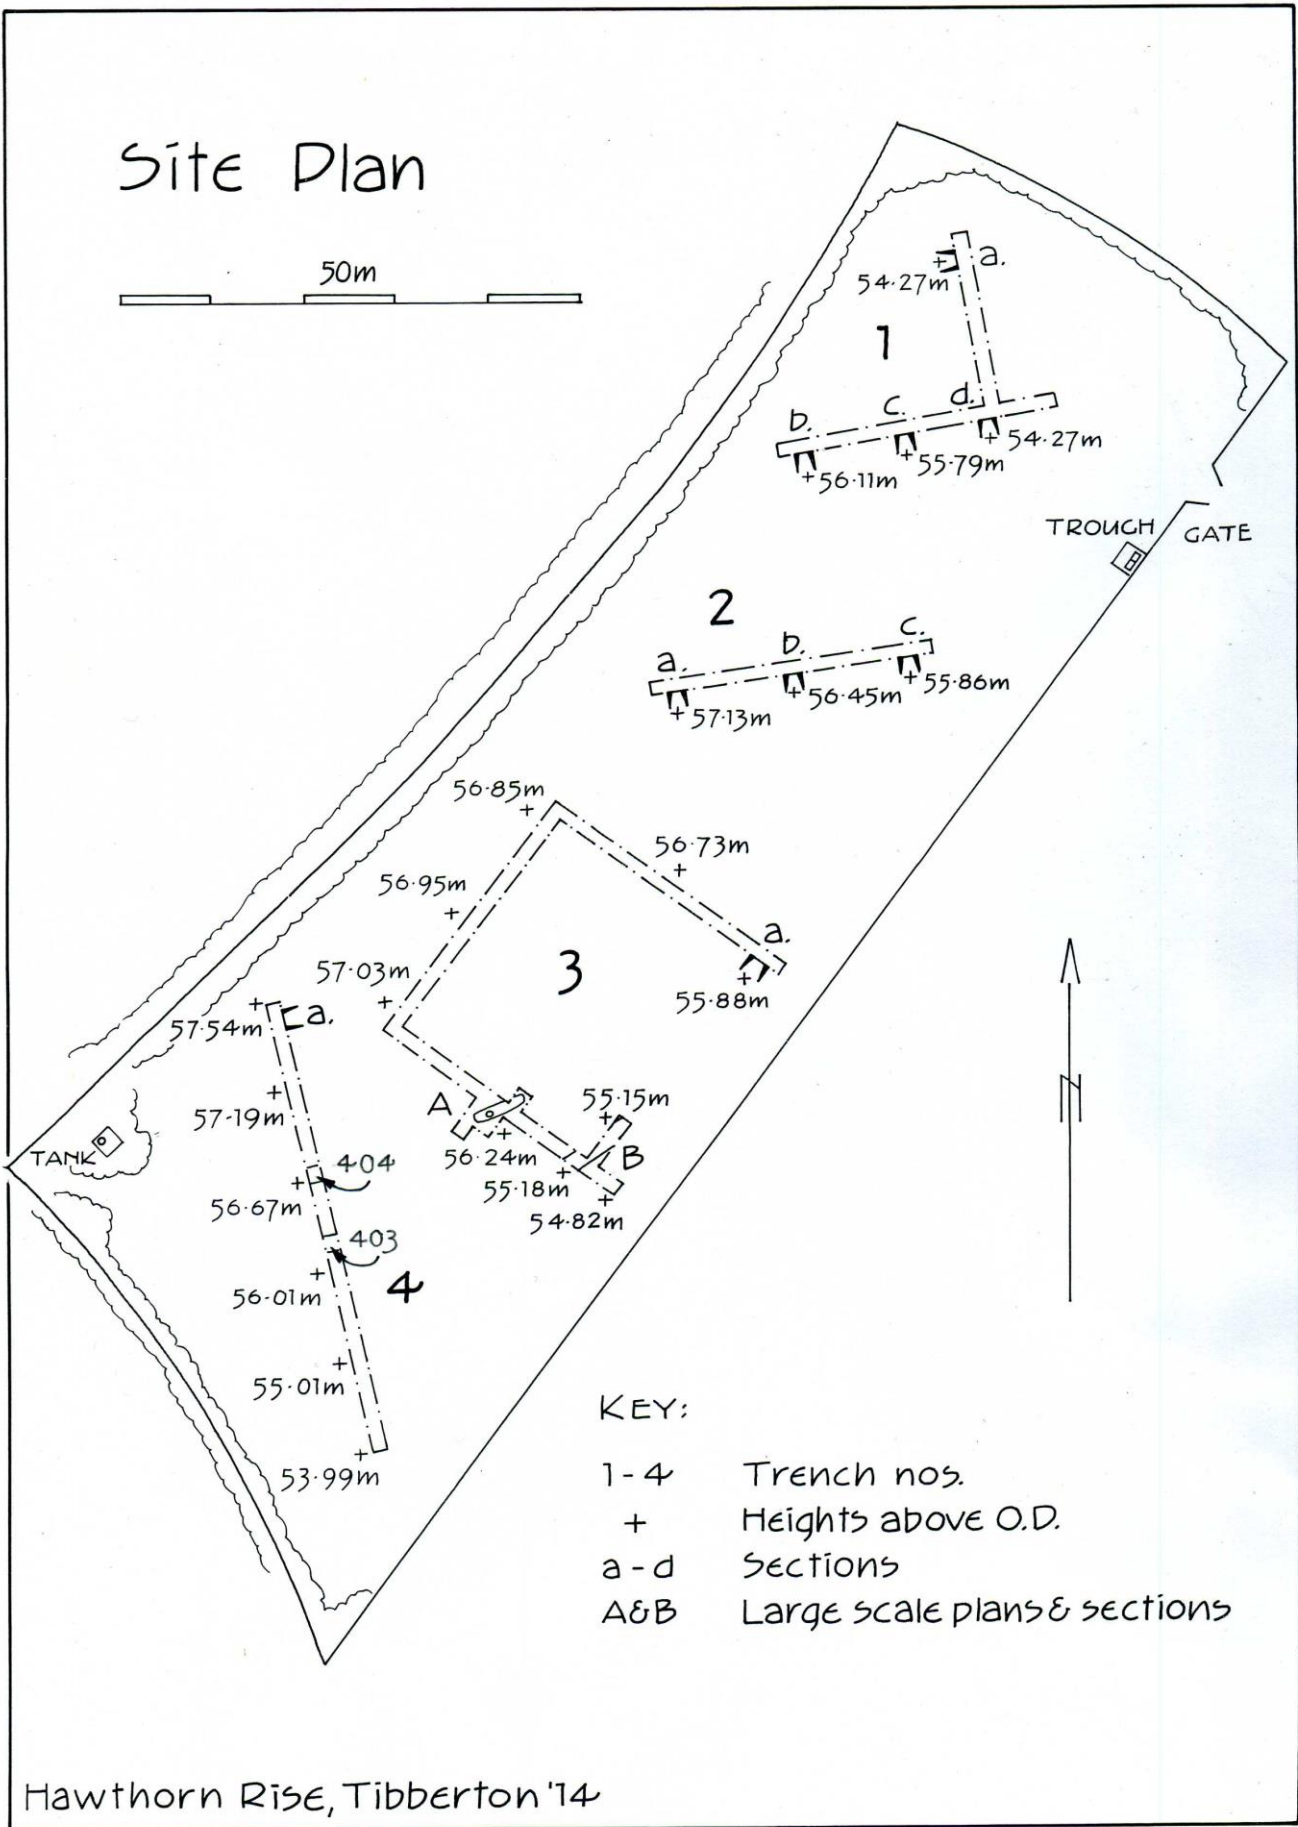 Site Plan
50m
a.
54·27m
1
b.
c.
d.
54·27m
55·79m
56·11m
TROUGH
GATE
2
a.
b.
c.
55·86m
56·45m
57·13m
56·85m
56·73m
56·95m
a.
3
57·03m
55·88m
57·54m
a.
A
55·15m
57·19m
TANK
56·24m
B
404
55·18m
56·67m
54·82m
403
4
56·01m
55·01m
53·99m
N
KEY:
1-4 Trench nos.
+ Heights above O.D.
a-d Sections
A&B Large scale plans & sections
Hawthorn Rise, Tibberton '14